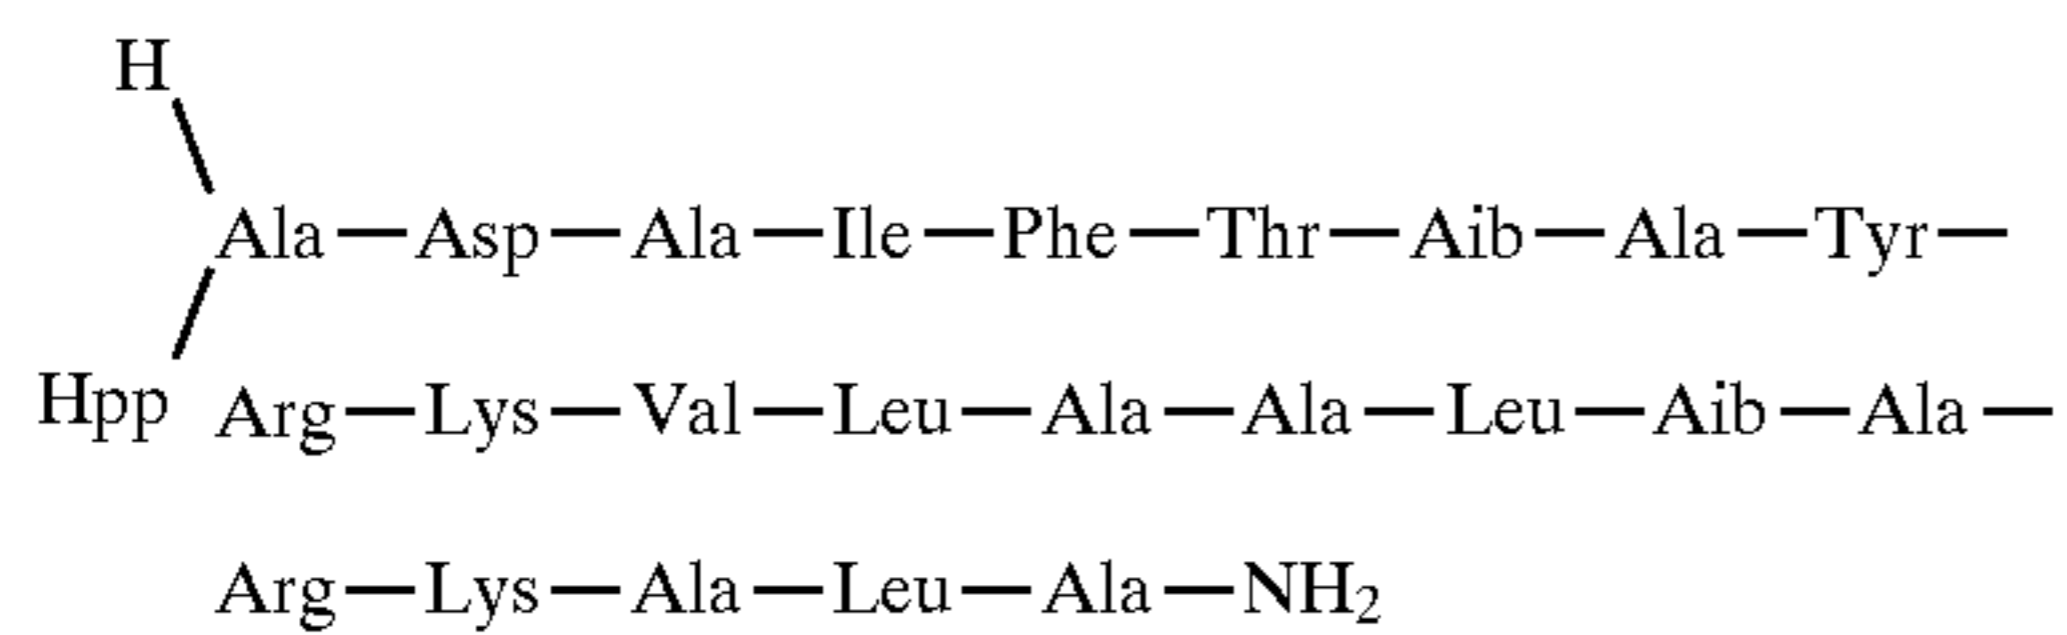 H
Ala—Asp—Ala—Ile—Phe—Thr—Aib—Ala—Tyr—
Hpp Arg—Lys—Val—Leu—Ala—Ala—Leu—Aib—Ala—
Arg—Lys—Ala—Leu—Ala—NH₂